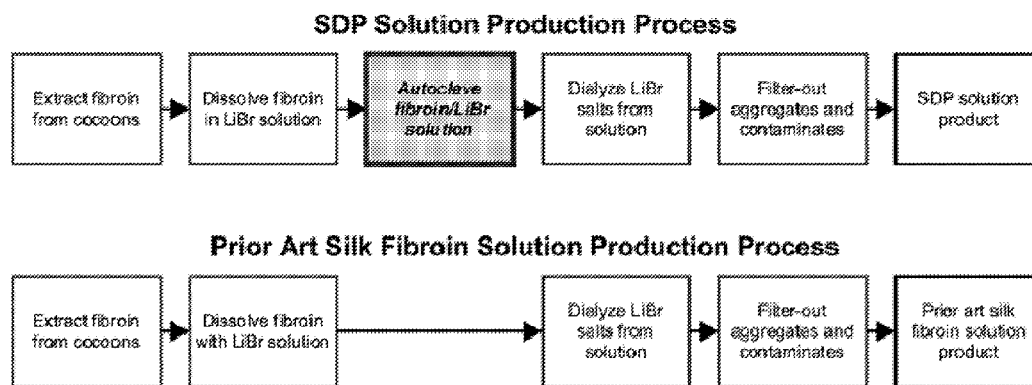 SDP Solution Production Process
Extract fibroin
from cocoons
Dissolve fibroin
in LiBr solution
Autoclave
fibroin/LiBr
solution
Dialyze LiBr
salts from
solution
Filter-out
aggregates and
contaminates
SDP solution
product
Prior Art Silk Fibroin Solution Production Process
Extract fibroin
from cocoons
Dissolve fibroin
with LiBr solution
Dialyze LiBr
salts from
solution
Filter-out
aggregates and
contaminates
Prior art silk
fibroin solution
product